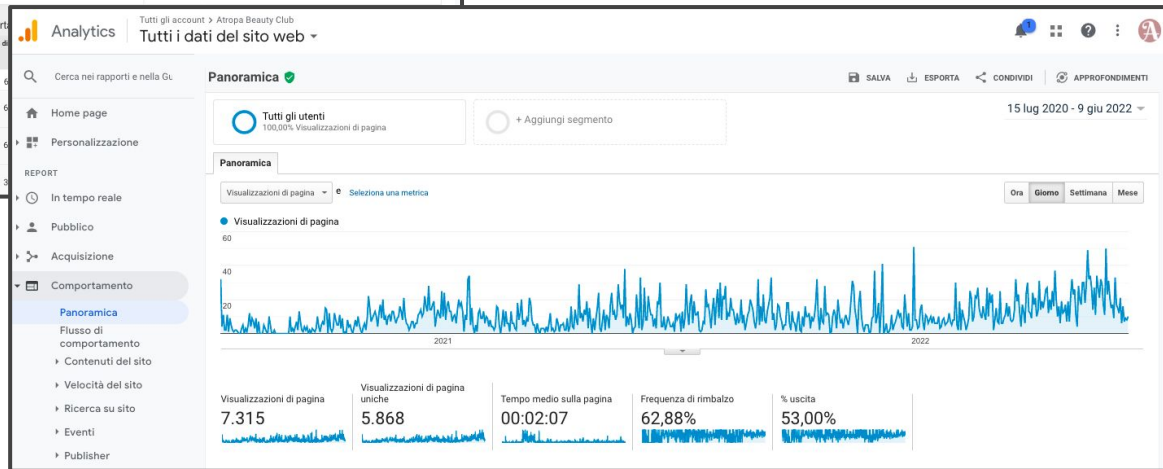 Analytics
Tutti gli account > Atropa Beauty Club
Tutti i dati del sito web
1
Cerca nei rapporti e nella Gu
Home page
Personalizzazione
REPORT
In tempo reale
Pubblico
Acquisizione
Comportamento
Panoramica
Flusso di
comportamento
Contenuti del sito
Velocità del sito
Ricerca su sito
Eventi
Publisher
Panoramica
SALVA
ESPORTA
CONDIVIDI
APPROFONDIMENTI
Tutti gli utenti
100,00% Visualizzazioni di pagina
+ Aggiungi segmento
15 lug 2020 - 9 giu 2022
Panoramica
Visualizzazioni di pagina e Seleziona una metrica
Ora Giorno Settimana Mese
Visualizzazioni di pagina
60
40
20
2021 2022
Visualizzazioni di pagina
7.315
Visualizzazioni di pagina
uniche
5.868
Tempo medio sulla pagina
00:02:07
Frequenza di rimbalzo
62,88%
% uscita
53,00%